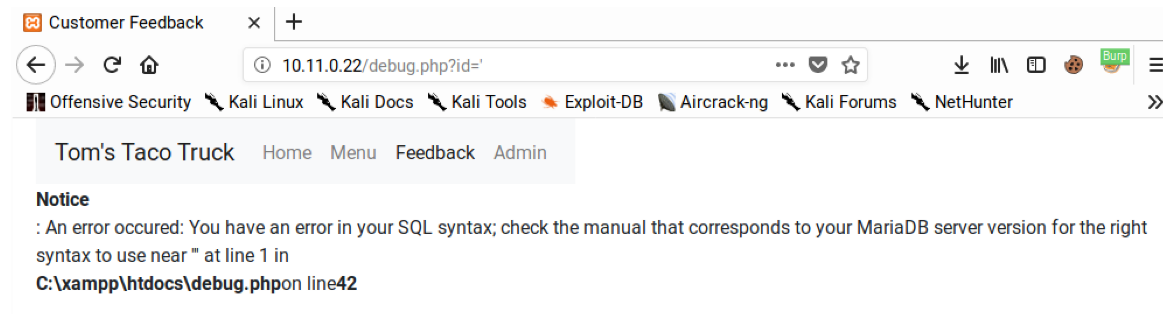 Customer Feedback × +
10.11.0.22/debug.php?id='
Burp
Offensive Security Kali Linux Kali Docs Kali Tools Exploit-DB Aircrack-ng Kali Forums NetHunter »
Tom's Taco Truck Home Menu Feedback Admin
Notice
: An error occured: You have an error in your SQL syntax; check the manual that corresponds to your MariaDB server version for the right
syntax to use near ''' at line 1 in
C:\xampp\htdocs\debug.phpon line42